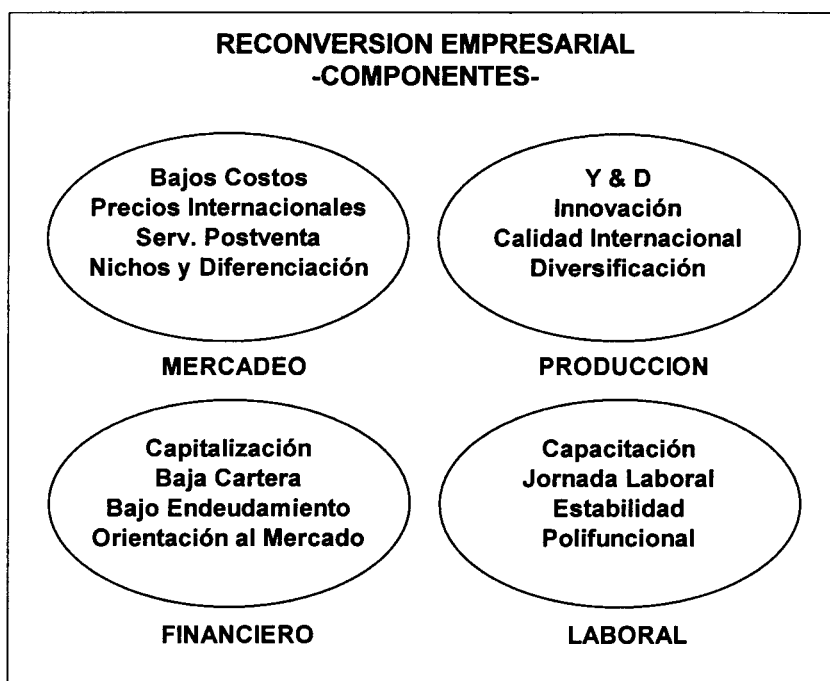 RECONVERSION EMPRESARIAL
-COMPONENTES-
Bajos Costos
Precios Internacionales
Serv. Postventa
Nichos y Diferenciación
MERCADEO
Y & D
Innovación
Calidad Internacional
Diversificación
PRODUCCION
Capitalización
Baja Cartera
Bajo Endeudamiento
Orientación al Mercado
FINANCIERO
Capacitación
Jornada Laboral
Estabilidad
Polifuncional
LABORAL